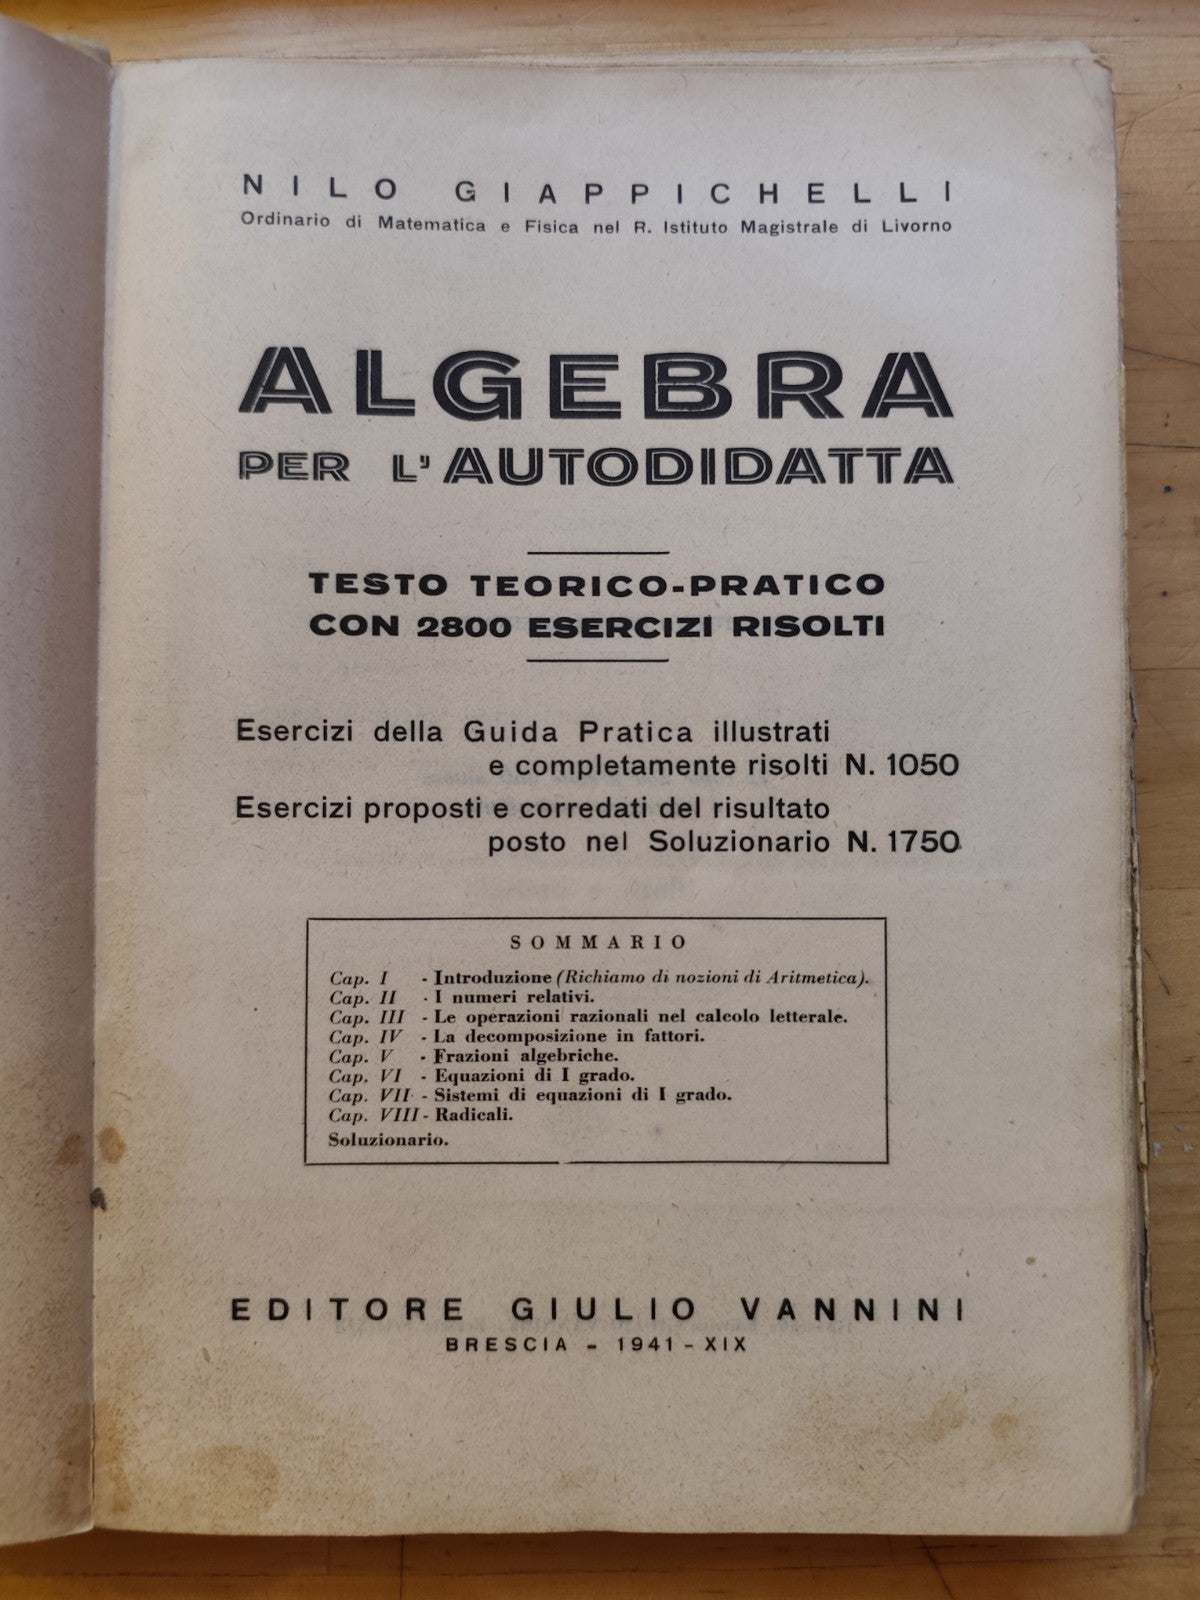 NILO GIAPPICHELLI
Ordinario di Matematica e Fisica nel R. Istituto Magistrale di Livorno
ALGEBRA
PER L'AUTODIDATTA
TESTO TEORICO-PRATICO
CON 2800 ESERCIZI RISOLTI
Esercizi della Guida Pratica illustrati
e completamente risolti N. 1050
Esercizi proposti e corredati del risultato
posto nel Soluzionario N. 1750
SOMMARIO
Cap. I - Introduzione (Richiamo di nozioni di Aritmetica).
Cap. II - I numeri relativi.
Cap. III - Le operazioni razionali nel calcolo letterale.
Cap. IV - La decomposizione in fattori.
Cap. V - Frazioni algebriche.
Cap. VI - Equazioni di I grado.
Cap. VII - Sistemi di equazioni di I grado.
Cap. VIII - Radicali.
Soluzionario.
EDITORE GIULIO VANNINI
BRESCIA - 1941 - XIX